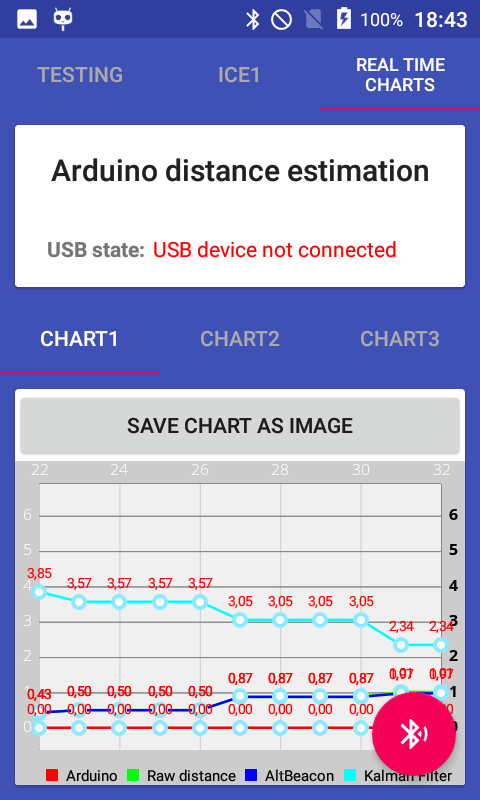 100% 18:43
TESTING ICE1 REAL TIME
CHARTS
Arduino distance estimation
USB state: USB device not connected
CHART1 CHART2 CHART3
SAVE CHART AS IMAGE
22 24 26 28 30 32
6 6
5 5
4 4
3,85 3,57 3,57 3,57 3,57
3,05 3,05 3,05 3,05
3 3
2,34 2,34
2 2
0,87 0,87 0,87 0,87
1
0,43 0,50 0,50 0,50 0,50
0,00 0,00 0,00 0,00 0,00 0,00 0,00 0,00 0,00
0
Arduino Raw distance AltBeacon Kalman Filter